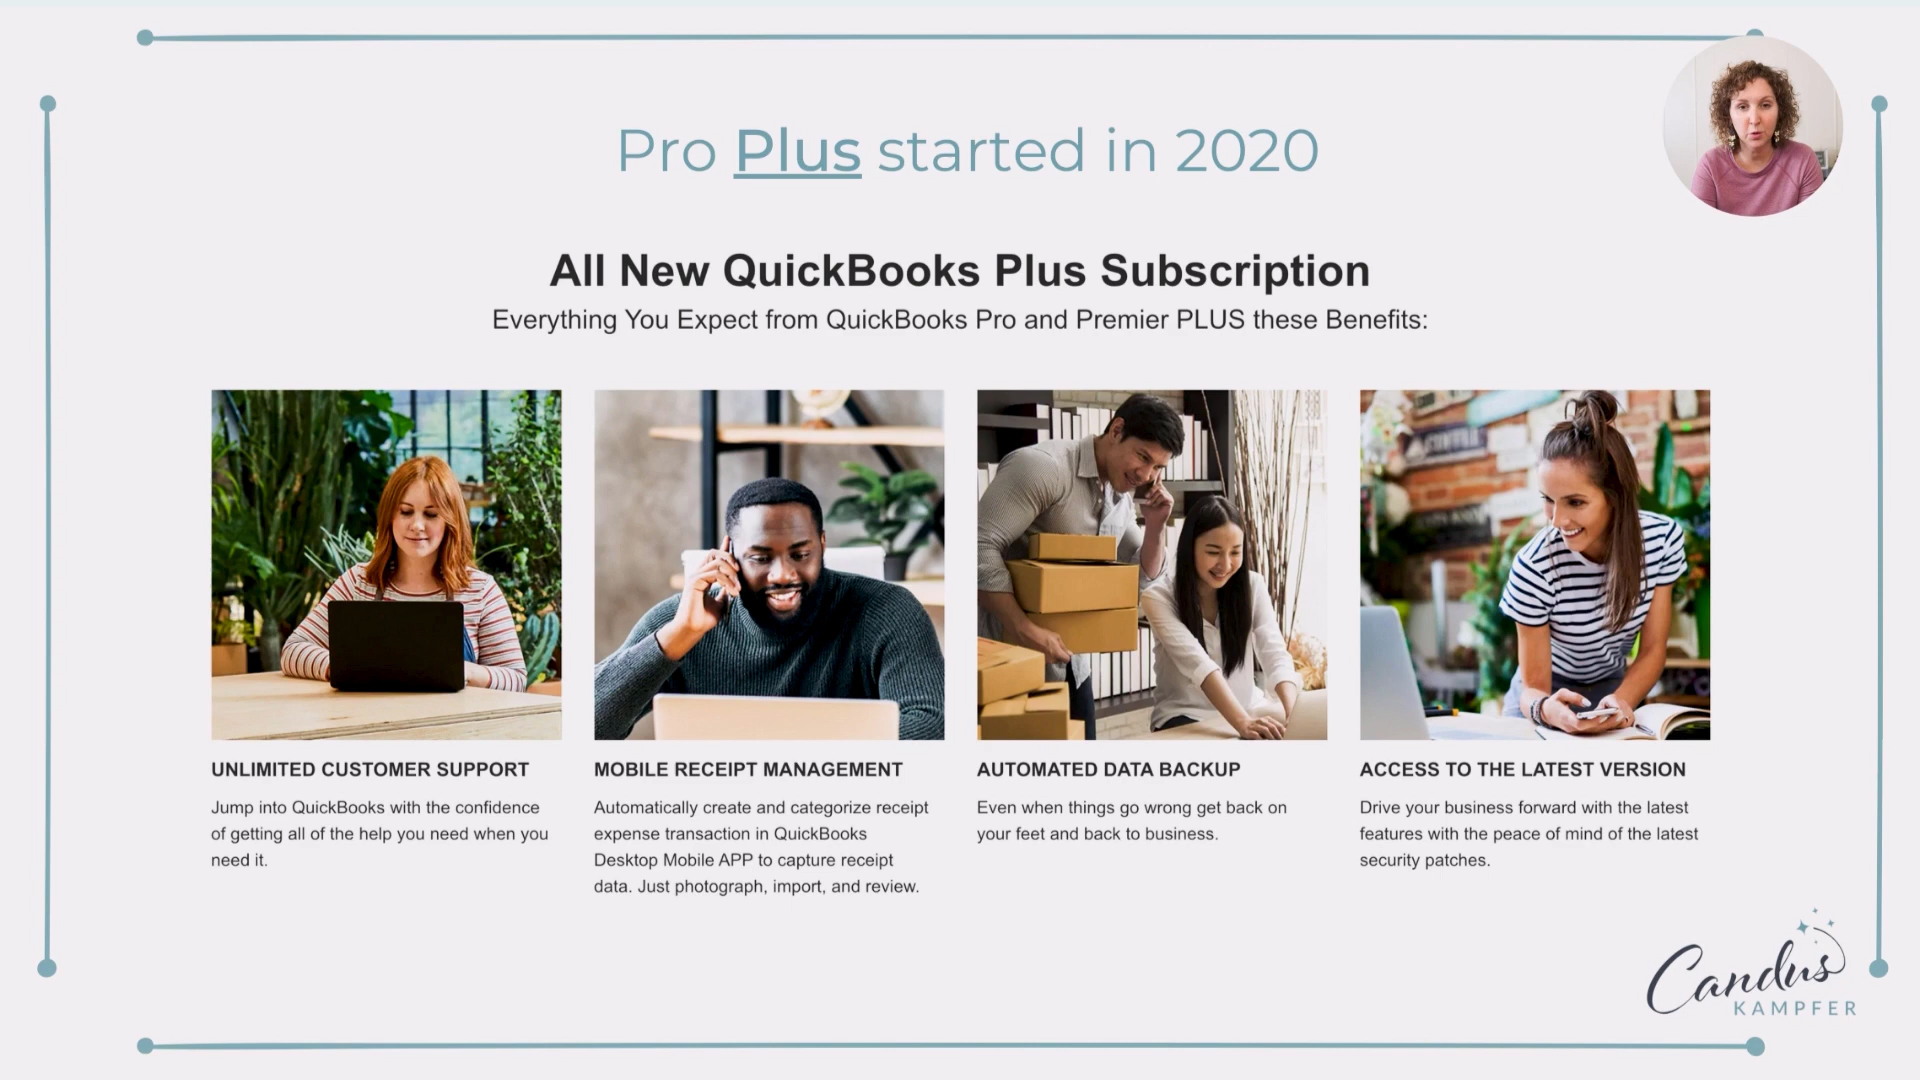 Pro Plus started in 2020
All New QuickBooks Plus Subscription
Everything You Expect from QuickBooks Pro and Premier PLUS these Benefits:
UNLIMITED CUSTOMER SUPPORT
Jump into QuickBooks with the confidence
of getting all of the help you need when you
need it.
MOBILE RECEIPT MANAGEMENT
Automatically create and categorize receipt
expense transaction in QuickBooks
Desktop Mobile APP to capture receipt
data. Just photograph, import, and review.
AUTOMATED DATA BACKUP
Even when things go wrong get back on
your feet and back to business.
ACCESS TO THE LATEST VERSION
Drive your business forward with the latest
features with the peace of mind of the latest
security patches.
Candus
KAMPFER